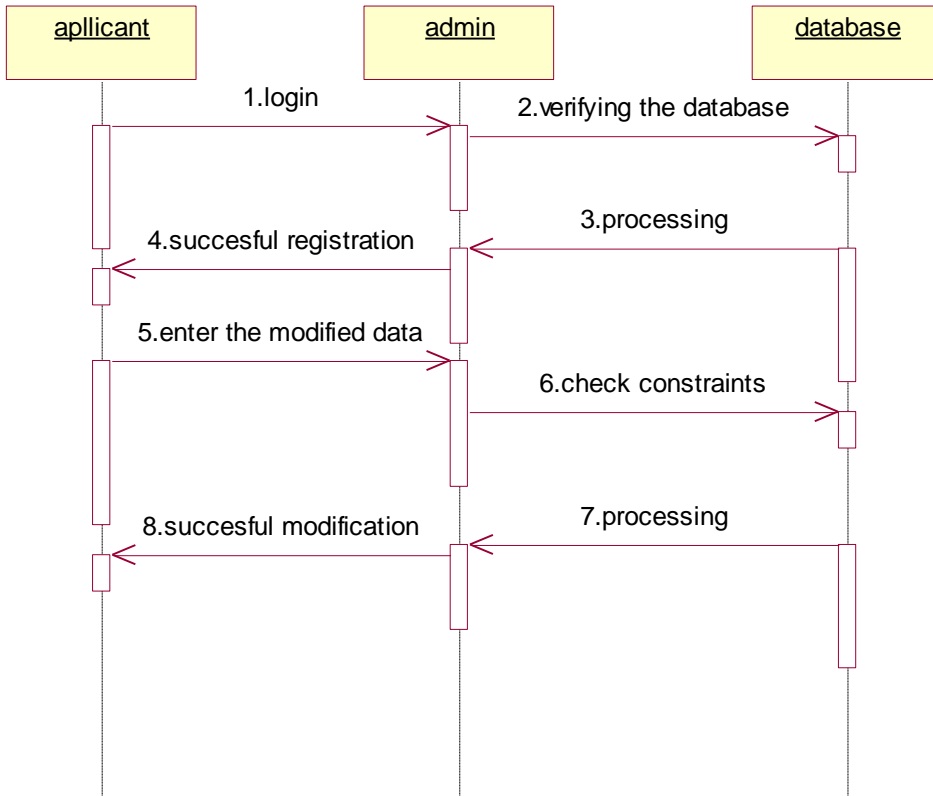 apllicant
admin
database
1.login
2.verifying the database
3.processing
4.succesful registration
5.enter the modified data
6.check constraints
7.processing
8.succesful modification